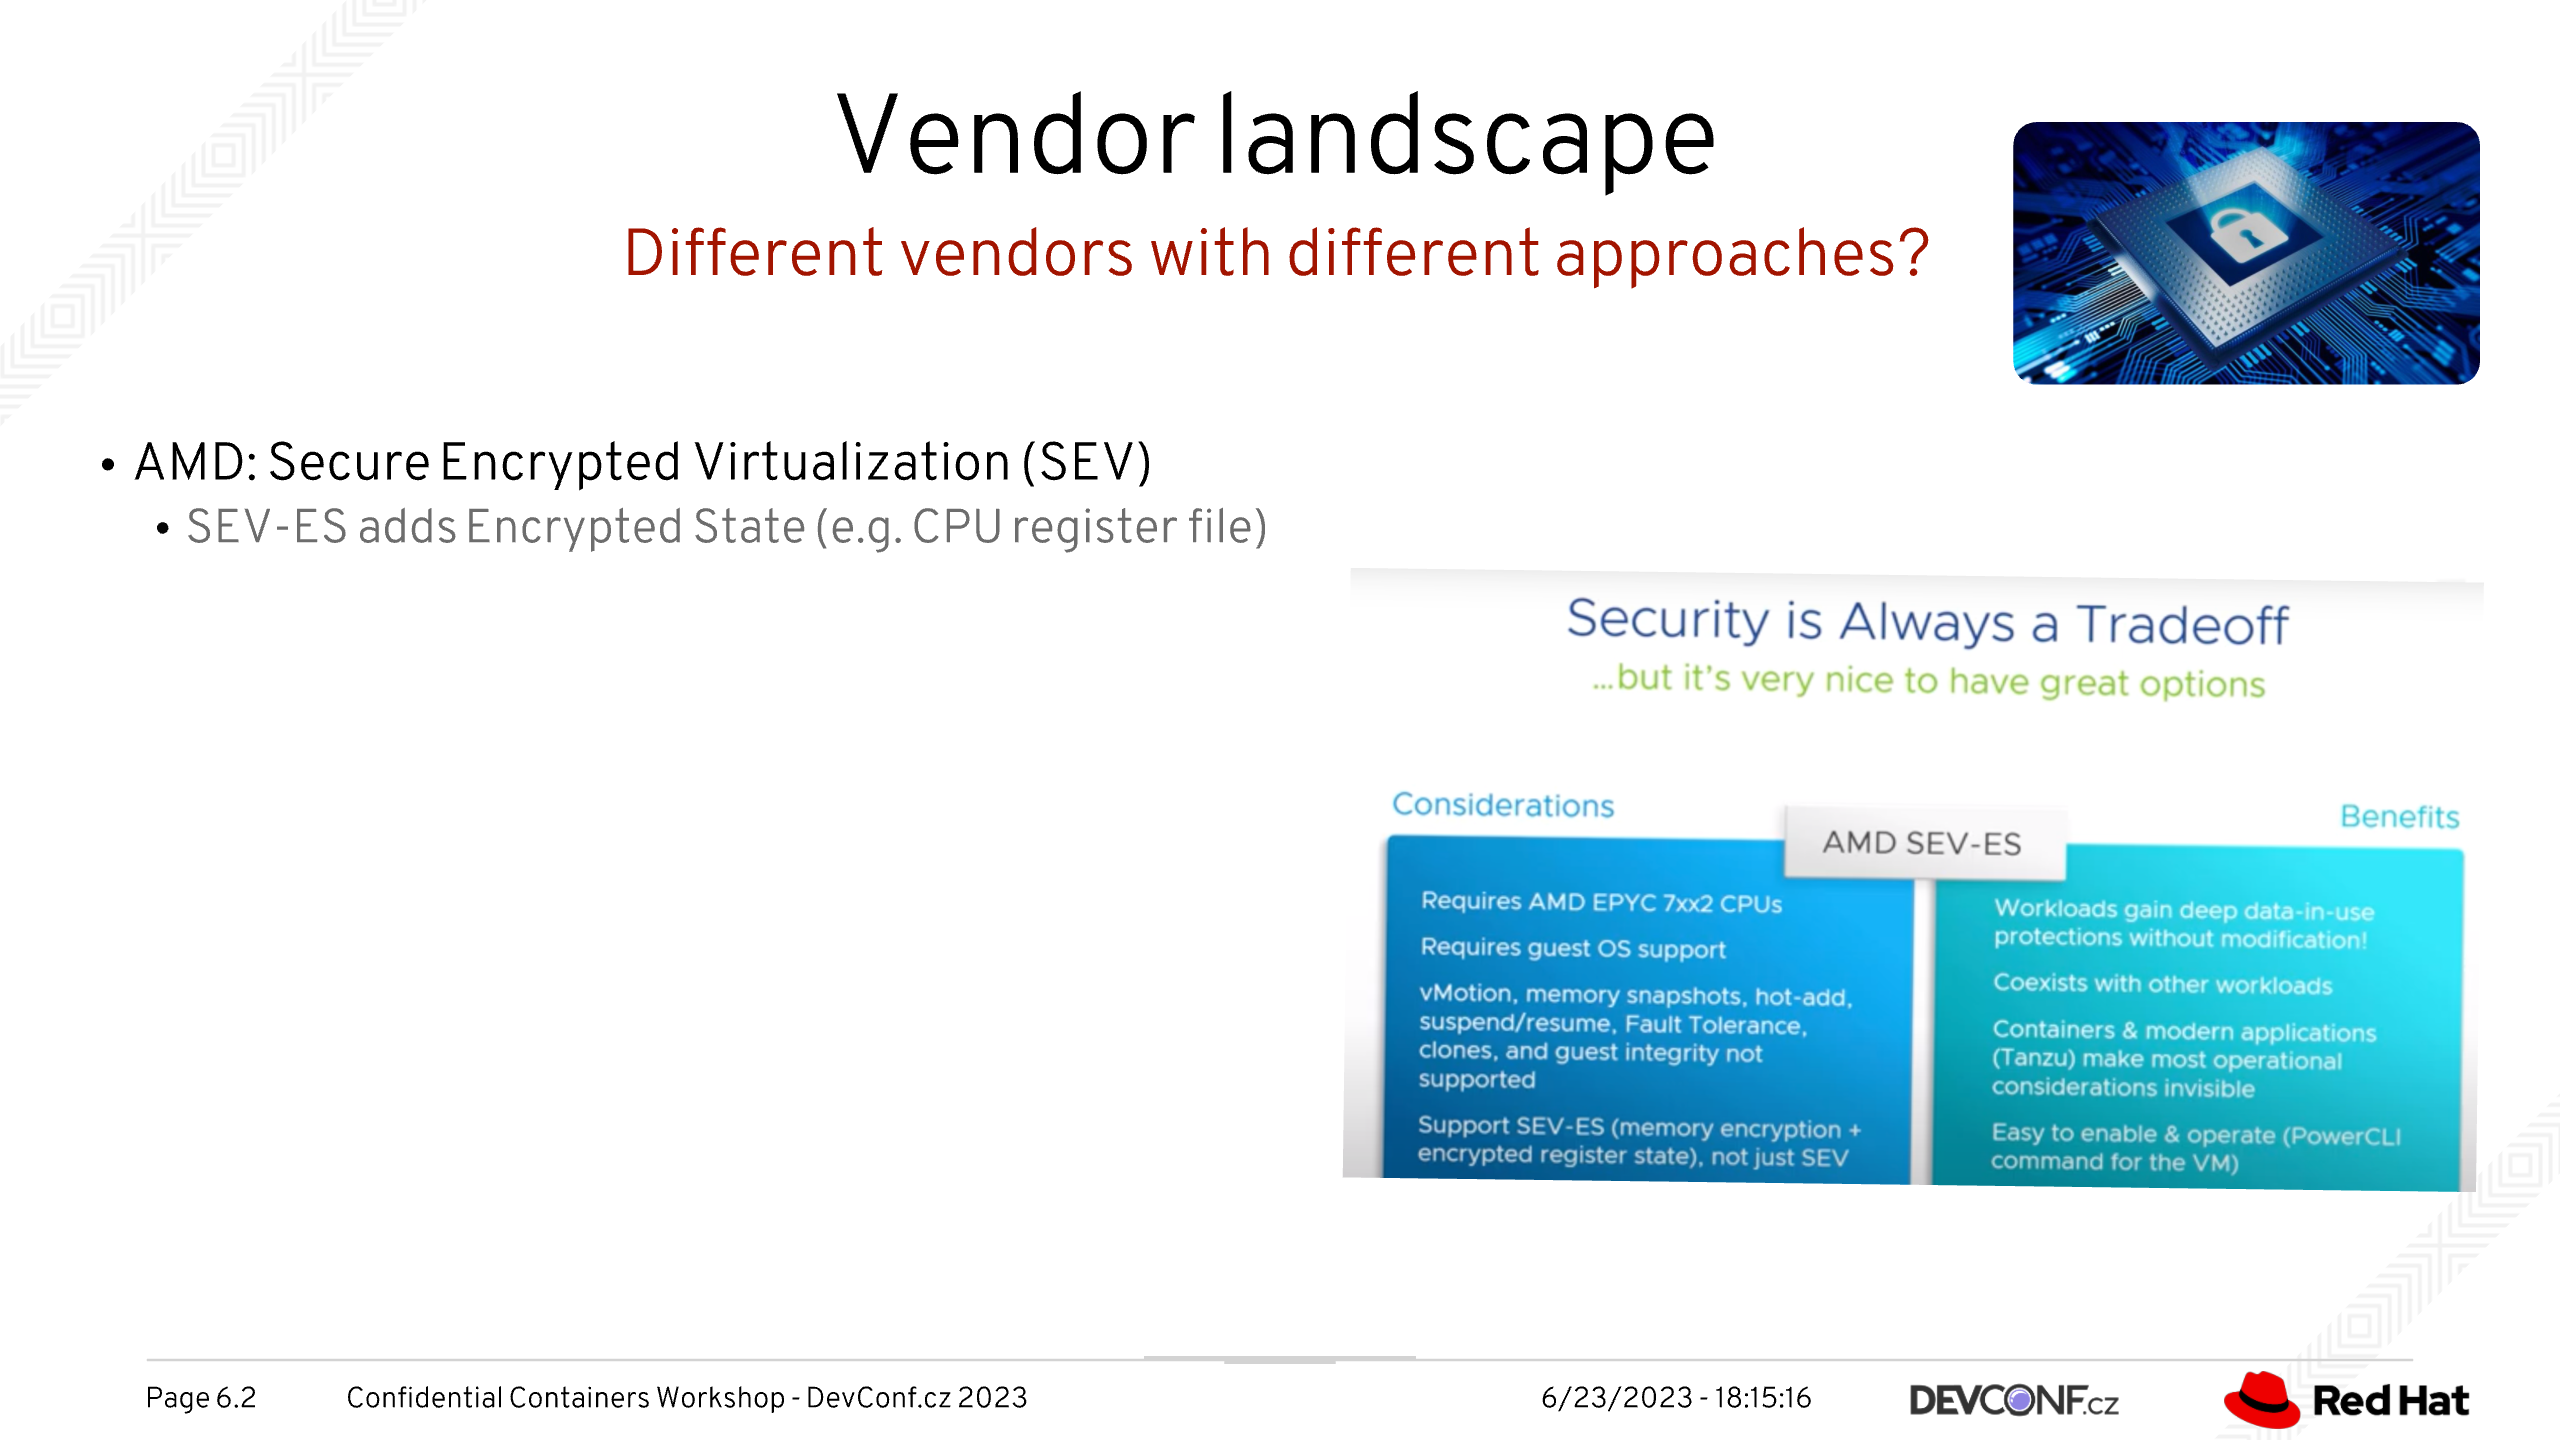 Vendor landscape
Different vendors with different approaches?
• AMD: Secure Encrypted Virtualization (SEV)
• SEV-ES adds Encrypted State (e.g. CPU register file)
Security is Always a Tradeoff
...but it's very nice to have great options
Considerations
Benefits
AMD SEV-ES
Requires AMD EPYC 7xx2 CPUs
Requires guest OS support
vMotion, memory snapshots, hot-add,
suspend/resume, Fault Tolerance,
clones, and guest integrity not
supported
Support SEV-ES (memory encryption +
encrypted register state), not just SEV
Workloads gain deep data-in-use
protections without modification!
Coexists with other workloads
Containers & modern applications
(Tanzu) make most operational
considerations invisible
Easy to enable & operate (PowerCLI
command for the VM)
Page 6.2
Confidential Containers Workshop - DevConf.cz 2023
6/23/2023 - 18:15:16
DEVCONF.cz
Red Hat